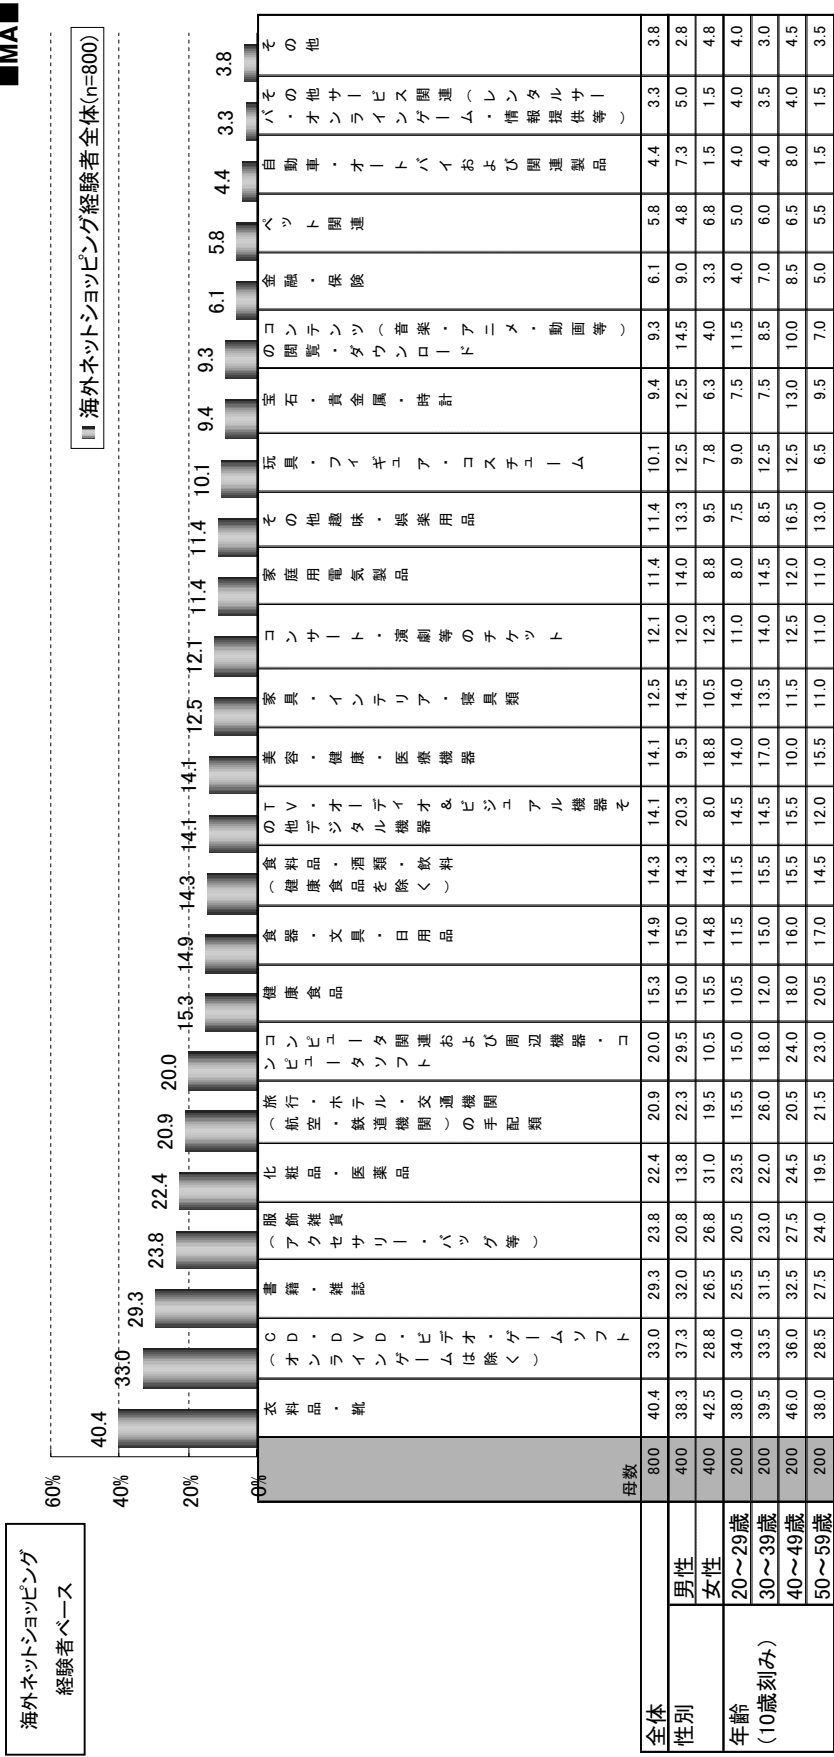 海外ネットショッピング
経験者ベース
■MA■
海外ネットショッピング経験者全体(n=800)
60%
40%
20%
0%
40.4 33.0 29.3 23.8 22.4 20.9 20.0 15.3 14.9 14.3 14.1 14.1 12.5 12.1 11.4 11.4 10.1 9.4 9.3 6.1 5.8 4.4 3.3 3.8
母数
衣料品・靴
CD・DVD・ビデオ・ゲームソフト
(オンラインゲームは除く)
書籍・雑誌
服飾雑貨
(アクセサリー・バッグ等)
化粧品・医薬品
旅行・ホテル・交通機関
(航空・鉄道機関)の手配類
コンピュータ関連および周辺機器・コ
ンピュータソフト
健康食品
食器・文具・日用品
食料品・酒類・飲料
(健康食品を除く)
TV・オーディオ&ビジュアル機器そ
の他デジタル機器
美容・健康・医療機器
家具・インテリア・寝具類
コンサート・演劇等のチケット
家庭用電気製品
その他趣味・娯楽用品
玩具・フィギュア・コスチューム
宝石・貴金属・時計
コンテンツ(音楽・アニメ・動画等)
の閲覧・ダウンロード
金融・保険
ペット関連
自動車・オートバイおよび関連製品
その他サービス関連(レンタルサー
バ・オンラインゲーム・情報提供等)
その他
全体 800 40.4 33.0 29.3 23.8 22.4 20.9 20.0 15.3 14.9 14.3 14.1 14.1 12.5 12.1 11.4 11.4 10.1 9.4 9.3 6.1 5.8 4.4 3.3 3.8
性別 男性 400 38.3 37.3 32.0 20.8 13.8 22.3 29.5 15.0 15.0 14.3 20.3 9.5 14.5 12.0 14.0 13.3 12.5 12.5 14.5 9.0 4.8 7.3 5.0 2.8
女性 400 42.5 28.8 26.5 26.8 31.0 19.5 10.5 15.5 14.8 14.3 8.0 18.8 10.5 12.3 8.8 9.5 7.8 6.3 4.0 3.3 6.8 1.5 1.5 4.8
年齢
(10歳刻み)
20～29歳 200 38.0 34.0 25.5 20.5 23.5 15.5 15.0 10.5 11.5 11.5 14.5 14.0 14.0 11.0 8.0 7.5 9.0 7.5 11.5 4.0 5.0 4.0 4.0 4.0
30～39歳 200 39.5 33.5 31.5 23.0 22.0 26.0 18.0 12.0 15.0 15.5 14.5 17.0 13.5 14.0 14.5 8.5 12.5 7.5 8.5 7.0 6.0 4.0 3.5 3.0
40～49歳 200 46.0 36.0 32.5 27.5 24.5 20.5 24.0 18.0 16.0 15.5 15.5 10.0 11.5 12.5 12.0 16.5 12.5 13.0 10.0 8.5 6.5 8.0 4.0 4.5
50～59歳 200 38.0 28.5 27.5 24.0 19.5 21.5 23.0 20.5 17.0 14.5 12.0 15.5 11.0 11.0 11.0 13.0 6.5 9.5 7.0 5.0 5.5 1.5 1.5 3.5